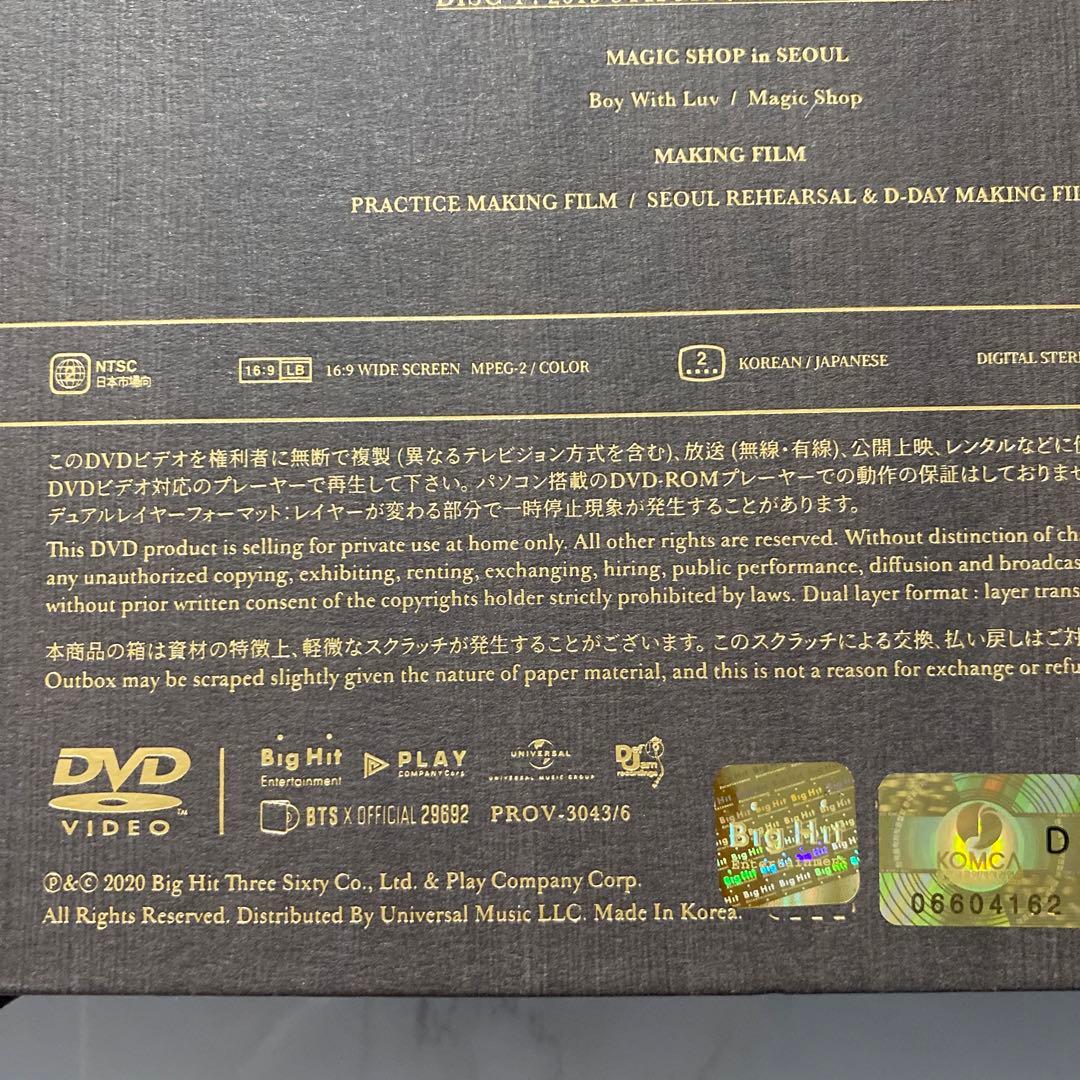 MAGIC SHOP in SEOUL
Boy With Luv / Magic Shop
MAKING FILM
PRACTICE MAKING FILM / SEOUL REHEARSAL & D-DAY MAKING
2 NTSC 日本市場向
16:9 LB 16:9 WIDE SCREEN MPEG-2 / COLOR
2 KOREAN / JAPANESE
DIGITAL
このDVDビデオを権利者に無断で複製 (異なるテレビジョン方式を含む)、放送 (無線・有線)、公開上映、レンタルなどに
DVDビデオ対応のプレーヤーで再生して下さい。パソコン搭載のDVD-ROMプレーヤーでの動作の保証はしておりませ
デュアルレイヤーフォーマット:レイヤーが変わる部分で一時停止現象が発生することがあります。
This DVD product is selling for private use at home only. All other rights are reserved. Without distinction of
any unauthorized copying, exhibiting, renting, exchanging, hiring, public performance, diffusion and
without prior written consent of the copyrights holder strictly prohibited by laws. Dual layer format : layer
本商品の箱は資材の特徴上、軽微なスクラッチが発生することがございます。このスクラッチによる交換、払い戻しはご対
Outbox may be scraped slightly given the nature of paper material, and this is not a reason for exchange or
DVD VIDEO ™
Big Hit Entertainment
PLAY COMPANY Corp.
UNIVERSAL UNIVERSAL MUSIC GROUP
Def Jam recordings
BTS X OFFICIAL 29692 PROV-3043/6
Big Hit Entertainment
KOMCA D
06604162
Ⓟ&Ⓒ 2020 Big Hit Three Sixty Co., Ltd. & Play Company Corp.
All Rights Reserved. Distributed By Universal Music LLC. Made In Korea.